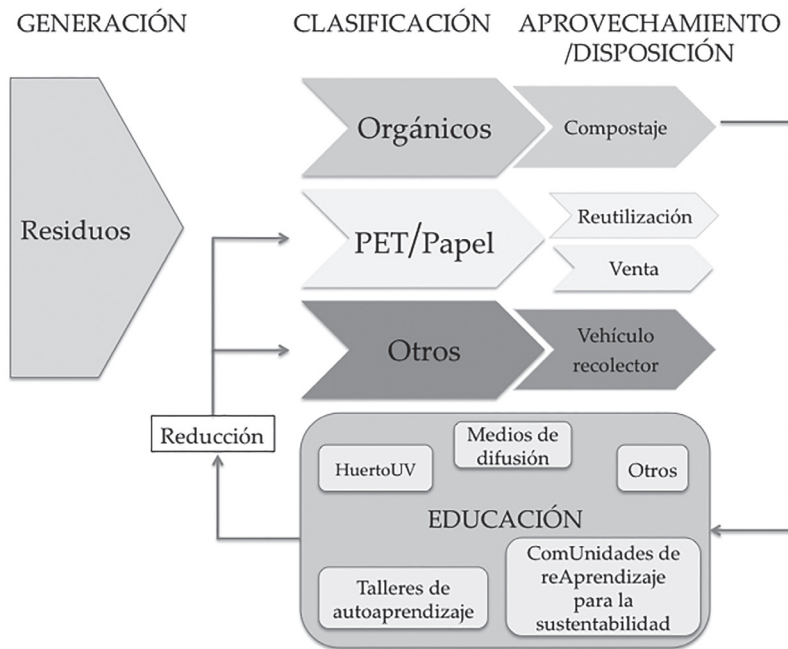 GENERACIÓN
CLASIFICACIÓN
APROVECHAMIENTO
/DISPOSICIÓN
Residuos
Orgánicos
Compostaje
PET/Papel
Reutilización
Venta
Otros
Vehículo
recolector
Reducción
HuertoUV
Medios de
difusión
Otros
EDUCACIÓN
Talleres de
autoaprendizaje
ComUnidades de
reAprendizaje
para la
sustentabilidad